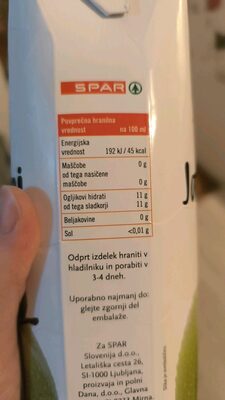 SPAR
Povprečna hranilna
vrednost na 100 ml
Energijska
vrednost 192 kJ / 45 kcal
Maščobe 0 g
od tega nasičene
maščobe 0 g
Ogljikovi hidrati 11 g
od tega sladkorji 11 g
Beljakovine 0 g
Sol <0,01 g
Odprt izdelek hraniti v
hladilniku in porabiti v
3-4 dneh.
Uporabno najmanj do:
glejte zgornji del
embalaže.
Za SPAR
Slovenija d.o.o.,
Letališka cesta 26,
SI-1000 Ljubljana,
proizvaja in polni
Dana, d.o.o., Glavna
Mirna,